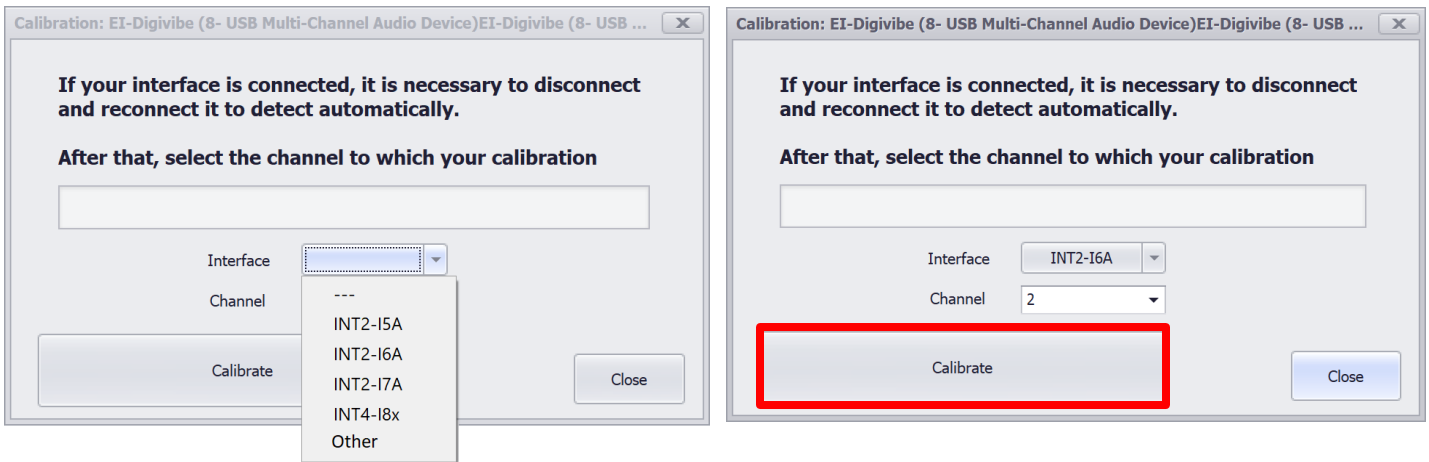 Calibration: EI-Digivibe (8- USB Multi-Channel Audio Device)EI-Digivibe (8- USB ...
If your interface is connected, it is necessary to disconnect
and reconnect it to detect automatically.
After that, select the channel to which your calibration
Interface
Channel
---
INT2-I5A
INT2-I6A
INT2-I7A
INT4-I8x
Other
Calibrate
Close
Calibration: EI-Digivibe (8- USB Multi-Channel Audio Device)EI-Digivibe (8- USB ...
If your interface is connected, it is necessary to disconnect
and reconnect it to detect automatically.
After that, select the channel to which your calibration
Interface INT2-I6A
Channel 2
Calibrate
Close